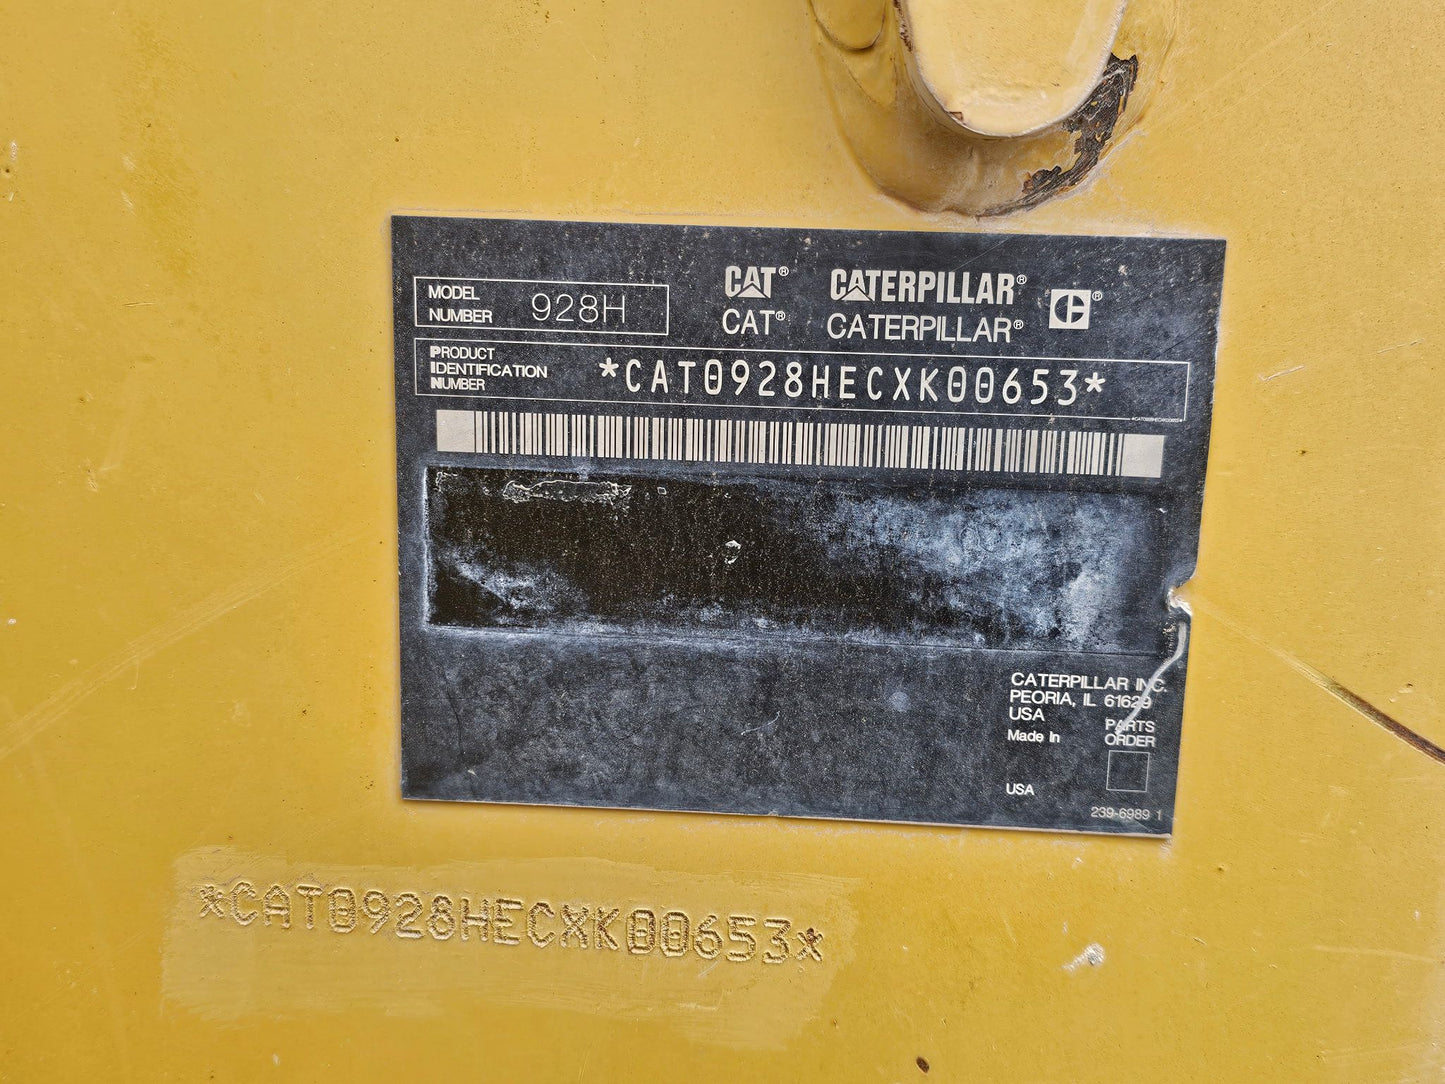 CAT® CATERPILLAR®
CAT® CATERPILLAR®
MODEL
NUMBER 928H
PRODUCT
IDENTIFICATION
NUMBER
*CAT0928HECXK00653*
CATERPILLAR INC.
PEORIA, IL 61629
USA
Made In
PARTS
ORDER
USA
239-6989 1
*CAT0928HECXK00653*